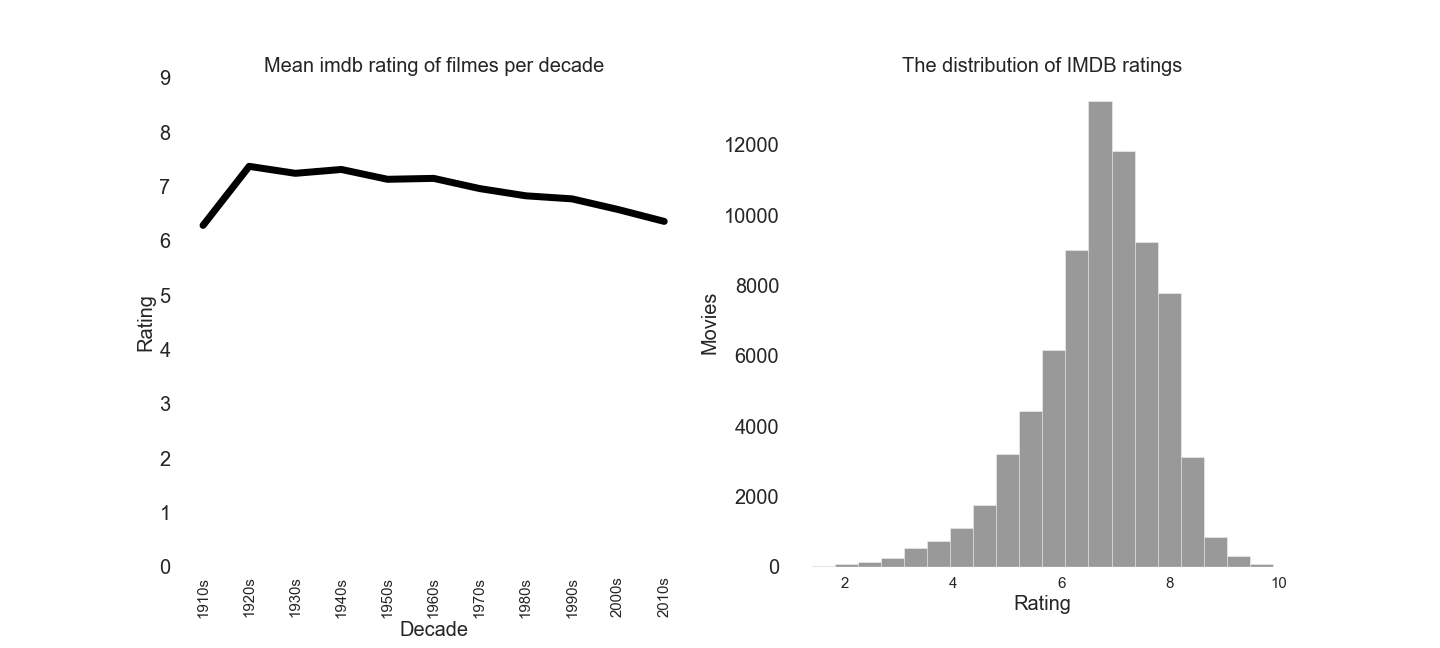 Mean imdb rating of filmes per decade
9
8
7
6
5
4
3
2
1
0
Rating
1910s
1920s
1930s
1940s
1950s
1960s
1970s
1980s
1990s
2000s
2010s
Decade
The distribution of IMDB ratings
12000
10000
8000
6000
4000
2000
0
Movies
2 4 6 8 10
Rating